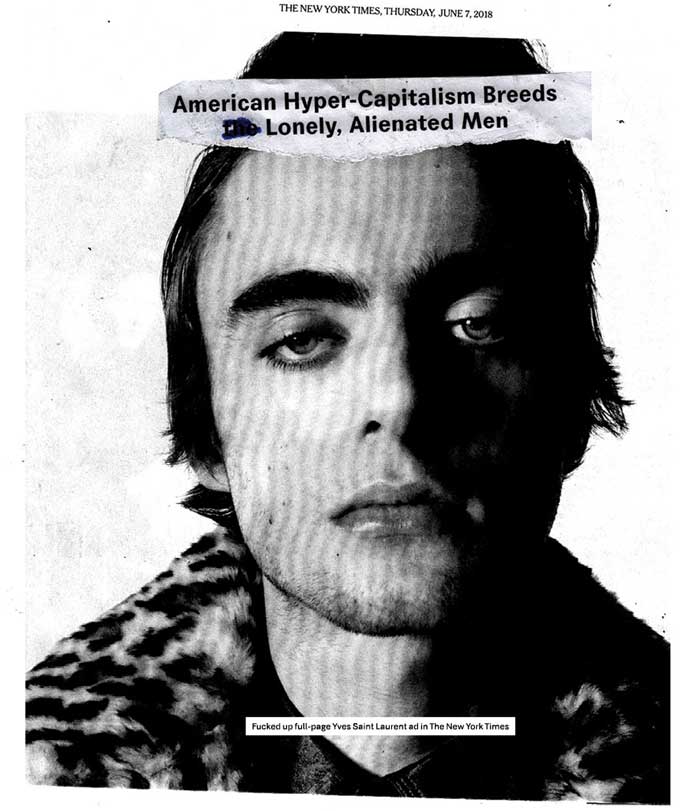 THE NEW YORK TIMES, THURSDAY, JUNE 7, 2018
American Hyper-Capitalism Breeds
the Lonely, Alienated Men
Fucked up full-page Yves Saint Laurent ad in The New York Times